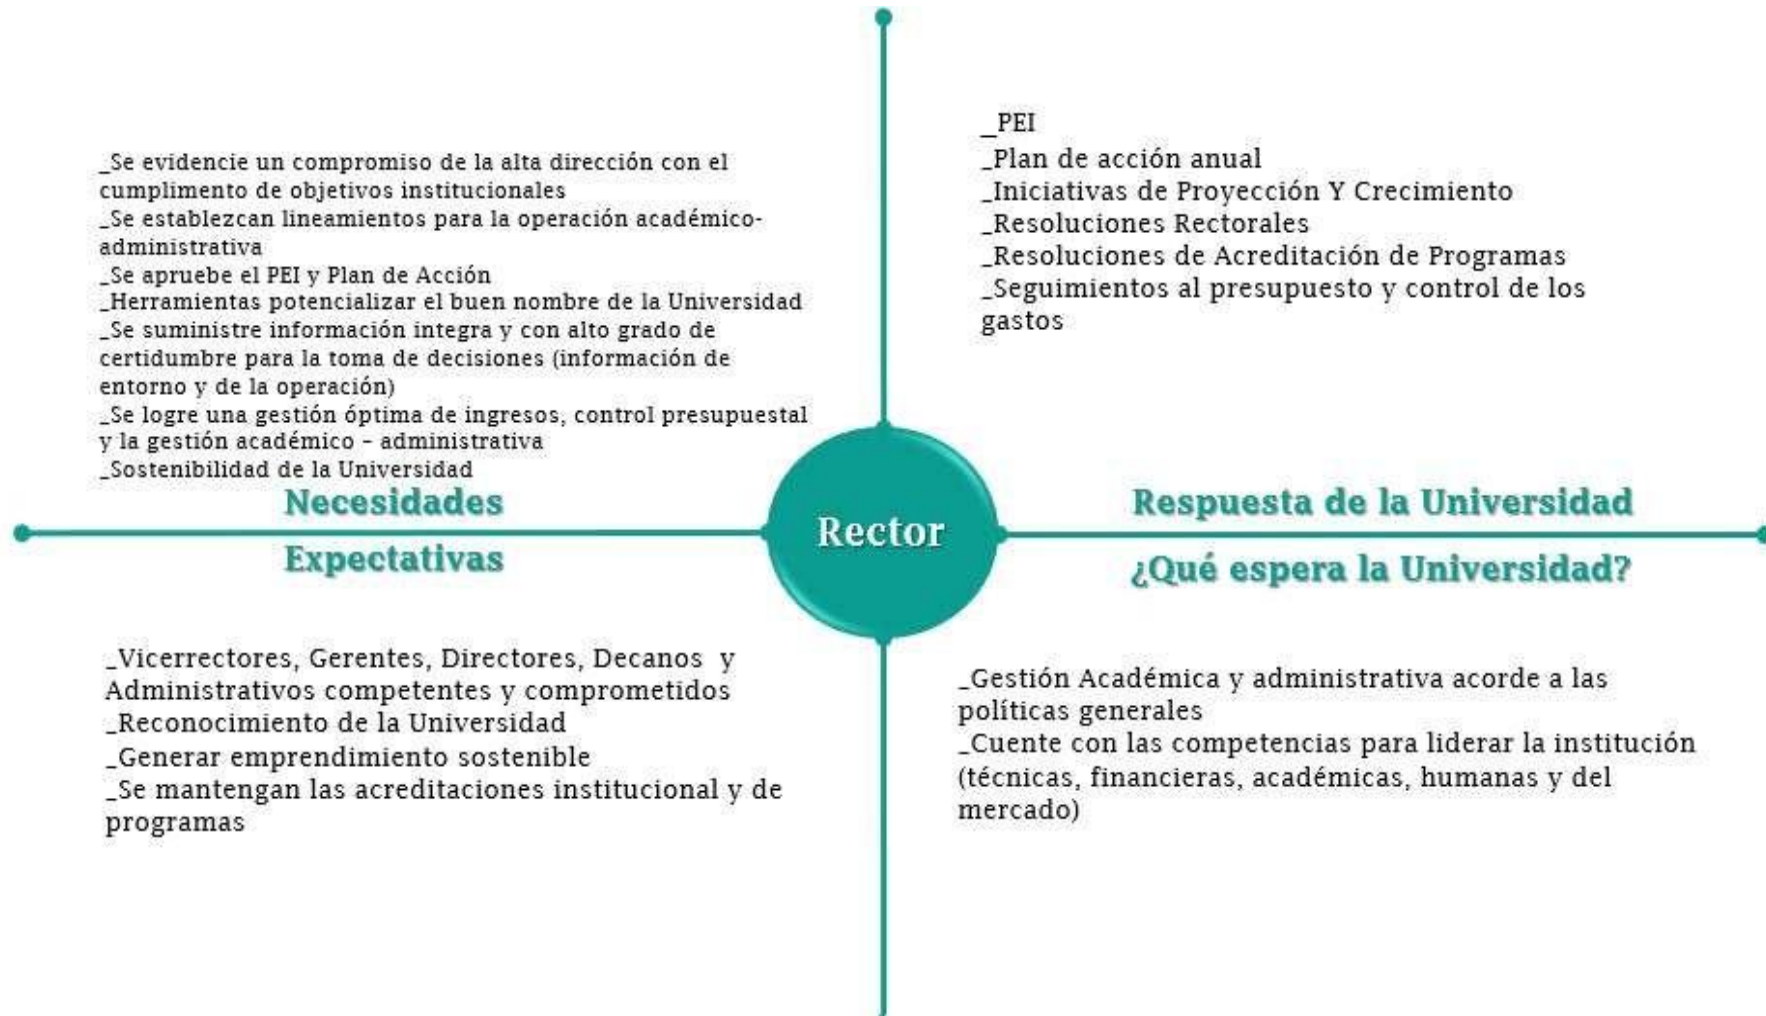 _Se evidencie un compromiso de la alta dirección con el
cumplimento de objetivos institucionales
_Se establezcan lineamientos para la operación académico-
administrativa
_Se apruebe el PEI y Plan de Acción
_Herramientas potencializar el buen nombre de la Universidad
_Se suministre información integra y con alto grado de
certidumbre para la toma de decisiones (información de
entorno y de la operación)
_Se logre una gestión óptima de ingresos, control presupuestal
y la gestión académico – administrativa
_Sostenibilidad de la Universidad
Necesidades
_PEI
_Plan de acción anual
_Iniciativas de Proyección Y Crecimiento
_Resoluciones Rectorales
_Resoluciones de Acreditación de Programas
_Seguimientos al presupuesto y control de los
gastos
Respuesta de la Universidad
Rector
Expectativas
_Vicerrectores, Gerentes, Directores, Decanos y
Administrativos competentes y comprometidos
_Reconocimiento de la Universidad
_Generar emprendimiento sostenible
_Se mantengan las acreditaciones institucional y de
programas
¿Qué espera la Universidad?
_Gestión Académica y administrativa acorde a las
políticas generales
_Cuente con las competencias para liderar la institución
(técnicas, financieras, académicas, humanas y del
mercado)